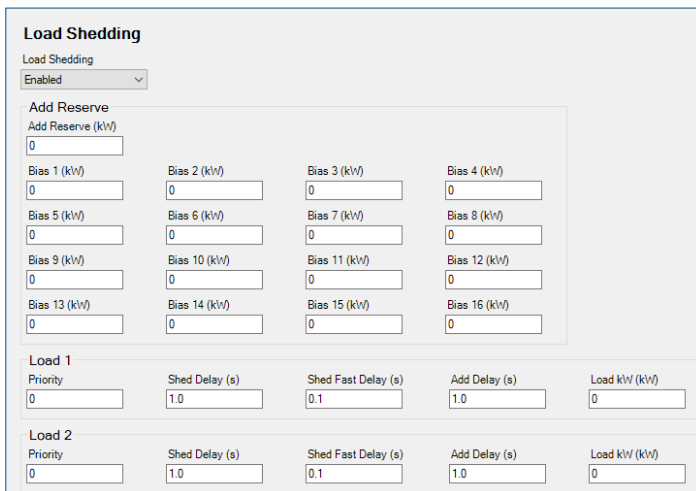 Load Shedding
Load Shedding
Enabled
Add Reserve
Add Reserve (kW)
0
Bias 1 (kW) Bias 2 (kW) Bias 3 (kW) Bias 4 (kW)
0 0 0 0
Bias 5 (kW) Bias 6 (kW) Bias 7 (kW) Bias 8 (kW)
0 0 0 0
Bias 9 (kW) Bias 10 (kW) Bias 11 (kW) Bias 12 (kW)
0 0 0 0
Bias 13 (kW) Bias 14 (kW) Bias 15 (kW) Bias 16 (kW)
0 0 0 0
Load 1
Priority Shed Delay (s) Shed Fast Delay (s) Add Delay (s) Load kW (kW)
0 1.0 0.1 1.0 0
Load 2
Priority Shed Delay (s) Shed Fast Delay (s) Add Delay (s) Load kW (kW)
0 1.0 0.1 1.0 0